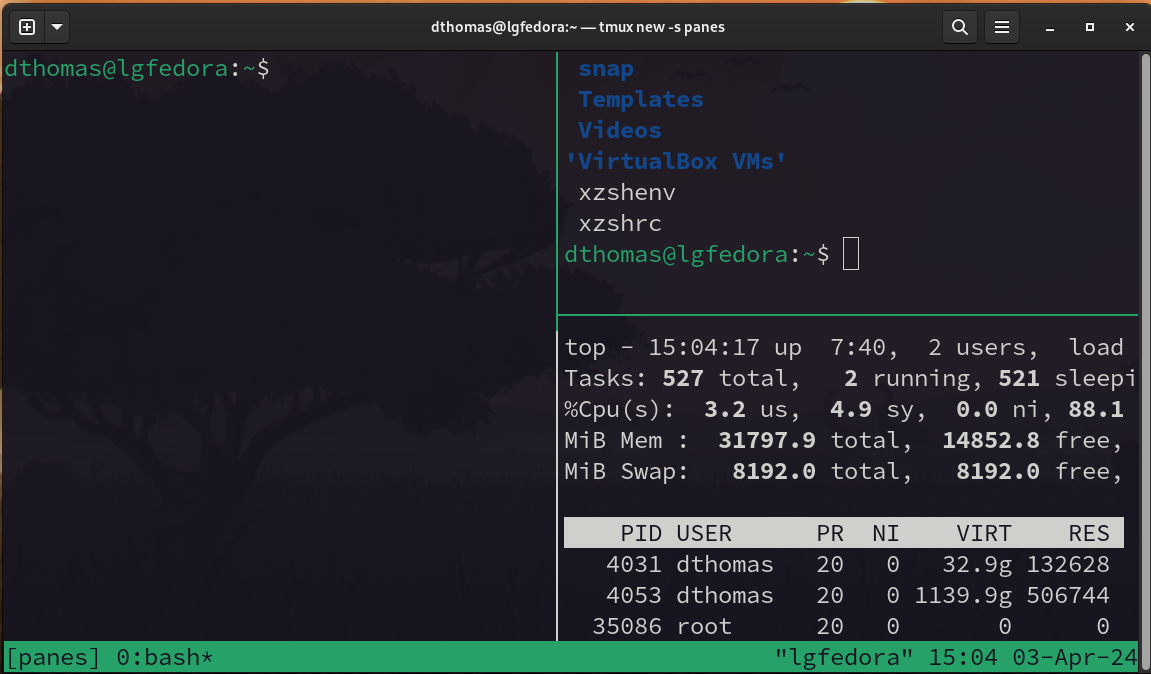 dthomas@lgfedora:~ — tmux new -s panes
dthomas@lgfedora:~$
snap
Templates
Videos
'VirtualBox VMs'
xzshenv
xzshrc
dthomas@lgfedora:~$
top - 15:04:17 up  7:40,  2 users,  load
Tasks: 527 total,   2 running, 521 sleepi
%Cpu(s):  3.2 us,  4.9 sy,  0.0 ni, 88.1
MiB Mem :  31797.9 total,  14852.8 free,
MiB Swap:   8192.0 total,   8192.0 free,
PID USER      PR  NI    VIRT    RES
4031 dthomas   20   0   32.9g 132628
4053 dthomas   20   0 1139.9g 506744
35086 root      20   0       0      0
[panes] 0:bash* "lgfedora" 15:04 03-Apr-24